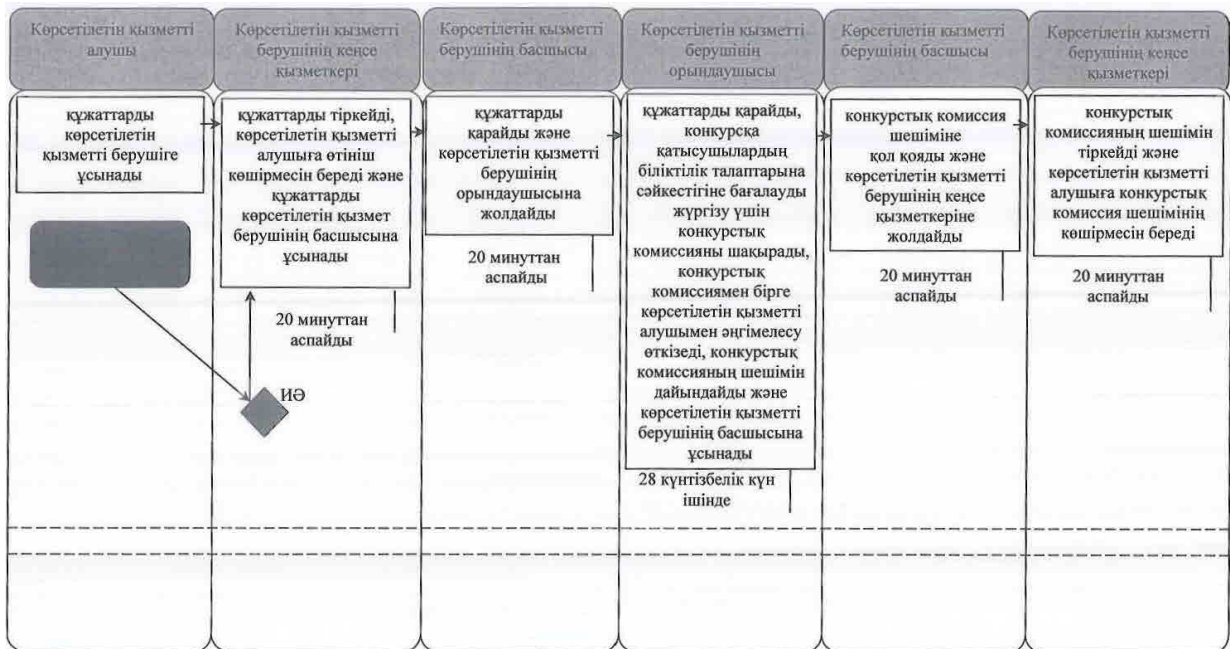 Көрсетілетін қызметті
алушы
Көрсетілетін қызметті
берушінің кеңсе
қызметкері
Көрсетілетін қызметті
берушінің басшысы
Көрсетілетін қызметті
берушінің
орындаушысы
Көрсетілетін қызметті
берушінің басшысы
Көрсетілетін қызметті
берушінің кеңсе
қызметкері
құжаттарды
көрсетілетін
қызметті берушіге
ұсынады
құжаттарды тіркейді,
көрсетілетін қызметті
алушыға өтініш
көшірмесін береді және
құжаттарды
көрсетілетін қызмет
берушінің басшысына
ұсынады
20 минуттан
аспайды
ИӘ
құжаттарды
қарайды және
көрсетілетін қызметті
берушінің
орындаушысына
жолдайды
20 минуттан
аспайды
құжаттарды қарайды,
конкурсқа
қатысушылардың
біліктілік талаптарына
сәйкестігіне бағалауды
жүргізу үшін
конкурстық
комиссияны шақырады,
конкурстық
комиссиямен бірге
көрсетілетін қызметті
алушымен әңгімелесу
өткізеді, конкурстық
комиссияның шешімін
дайындайды және
көрсетілетін қызметті
берушінің басшысына
ұсынады
28 күнтізбелік күн
ішінде
конкурстық комиссия
шешіміне
қол қояды және
көрсетілетін қызметті
берушінің кеңсе
қызметкеріне
жолдайды
20 минуттан
аспайды
конкурстық
комиссияның шешімін
тіркейді және
көрсетілетін қызметті
алушыға конкурстық
комиссия шешімінің
көшірмесін береді
20 минуттан
аспайды